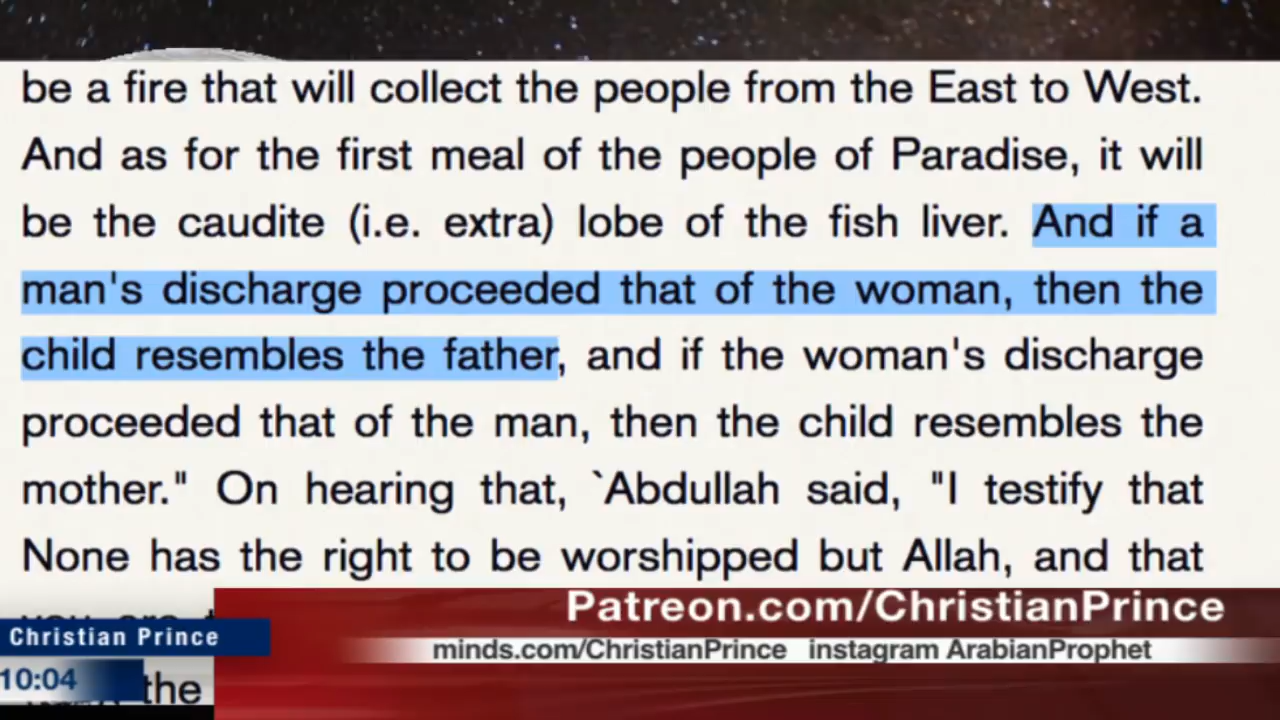 be a fire that will collect the people from the East to West.
And as for the first meal of the people of Paradise, it will
be the caudite (i.e. extra) lobe of the fish liver. And if a
man's discharge proceeded that of the woman, then the
child resembles the father, and if the woman's discharge
proceeded that of the man, then the child resembles the
mother." On hearing that, `Abdullah said, "I testify that
None has the right to be worshipped but Allah, and that
Patreon.com/ChristianPrince
Christian Prince
minds.com/ChristianPrince instagram ArabianProphet
10:04
the